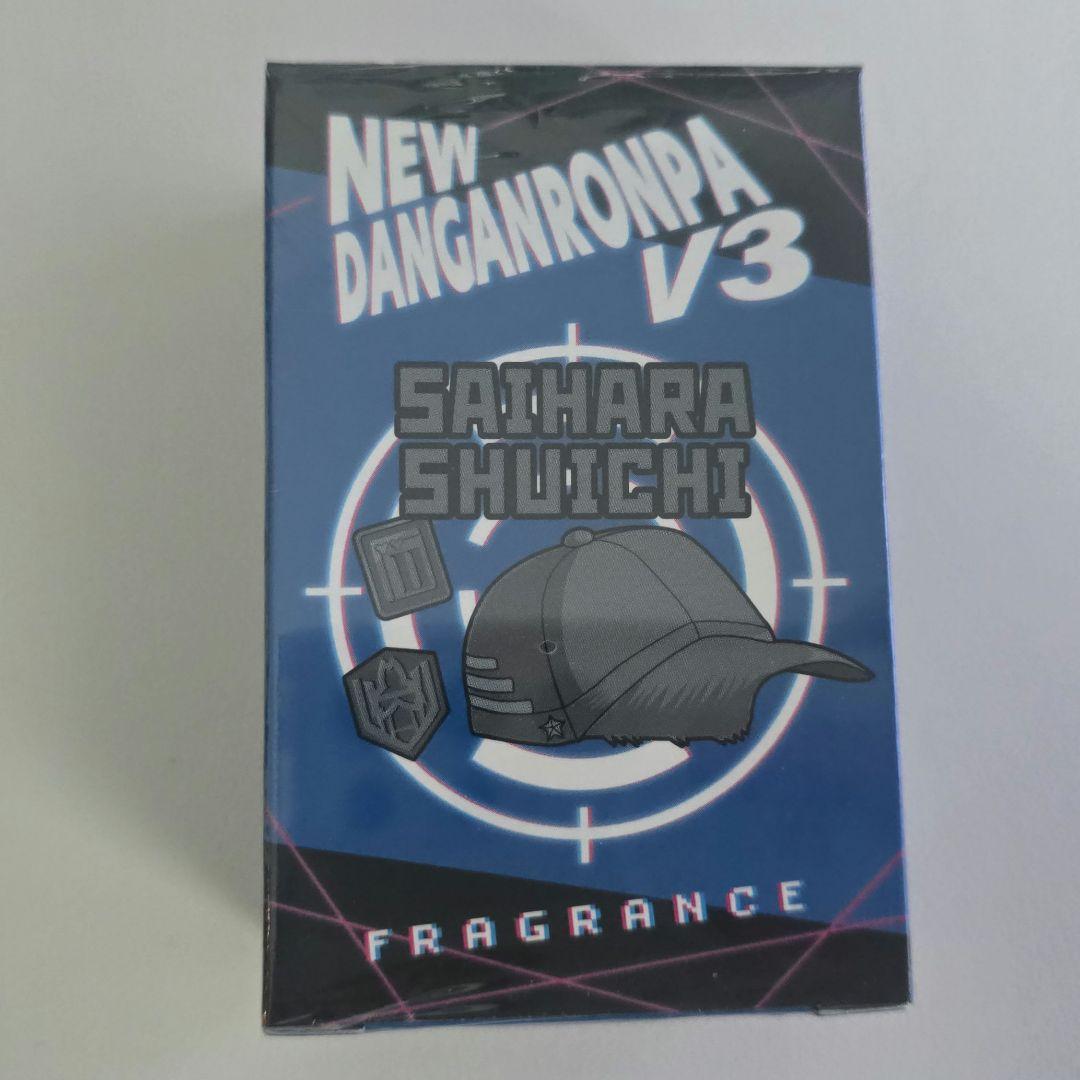 NEW
DANGANRONPA
V3
SAIHARA
SHUICHI
FRAGRANCE